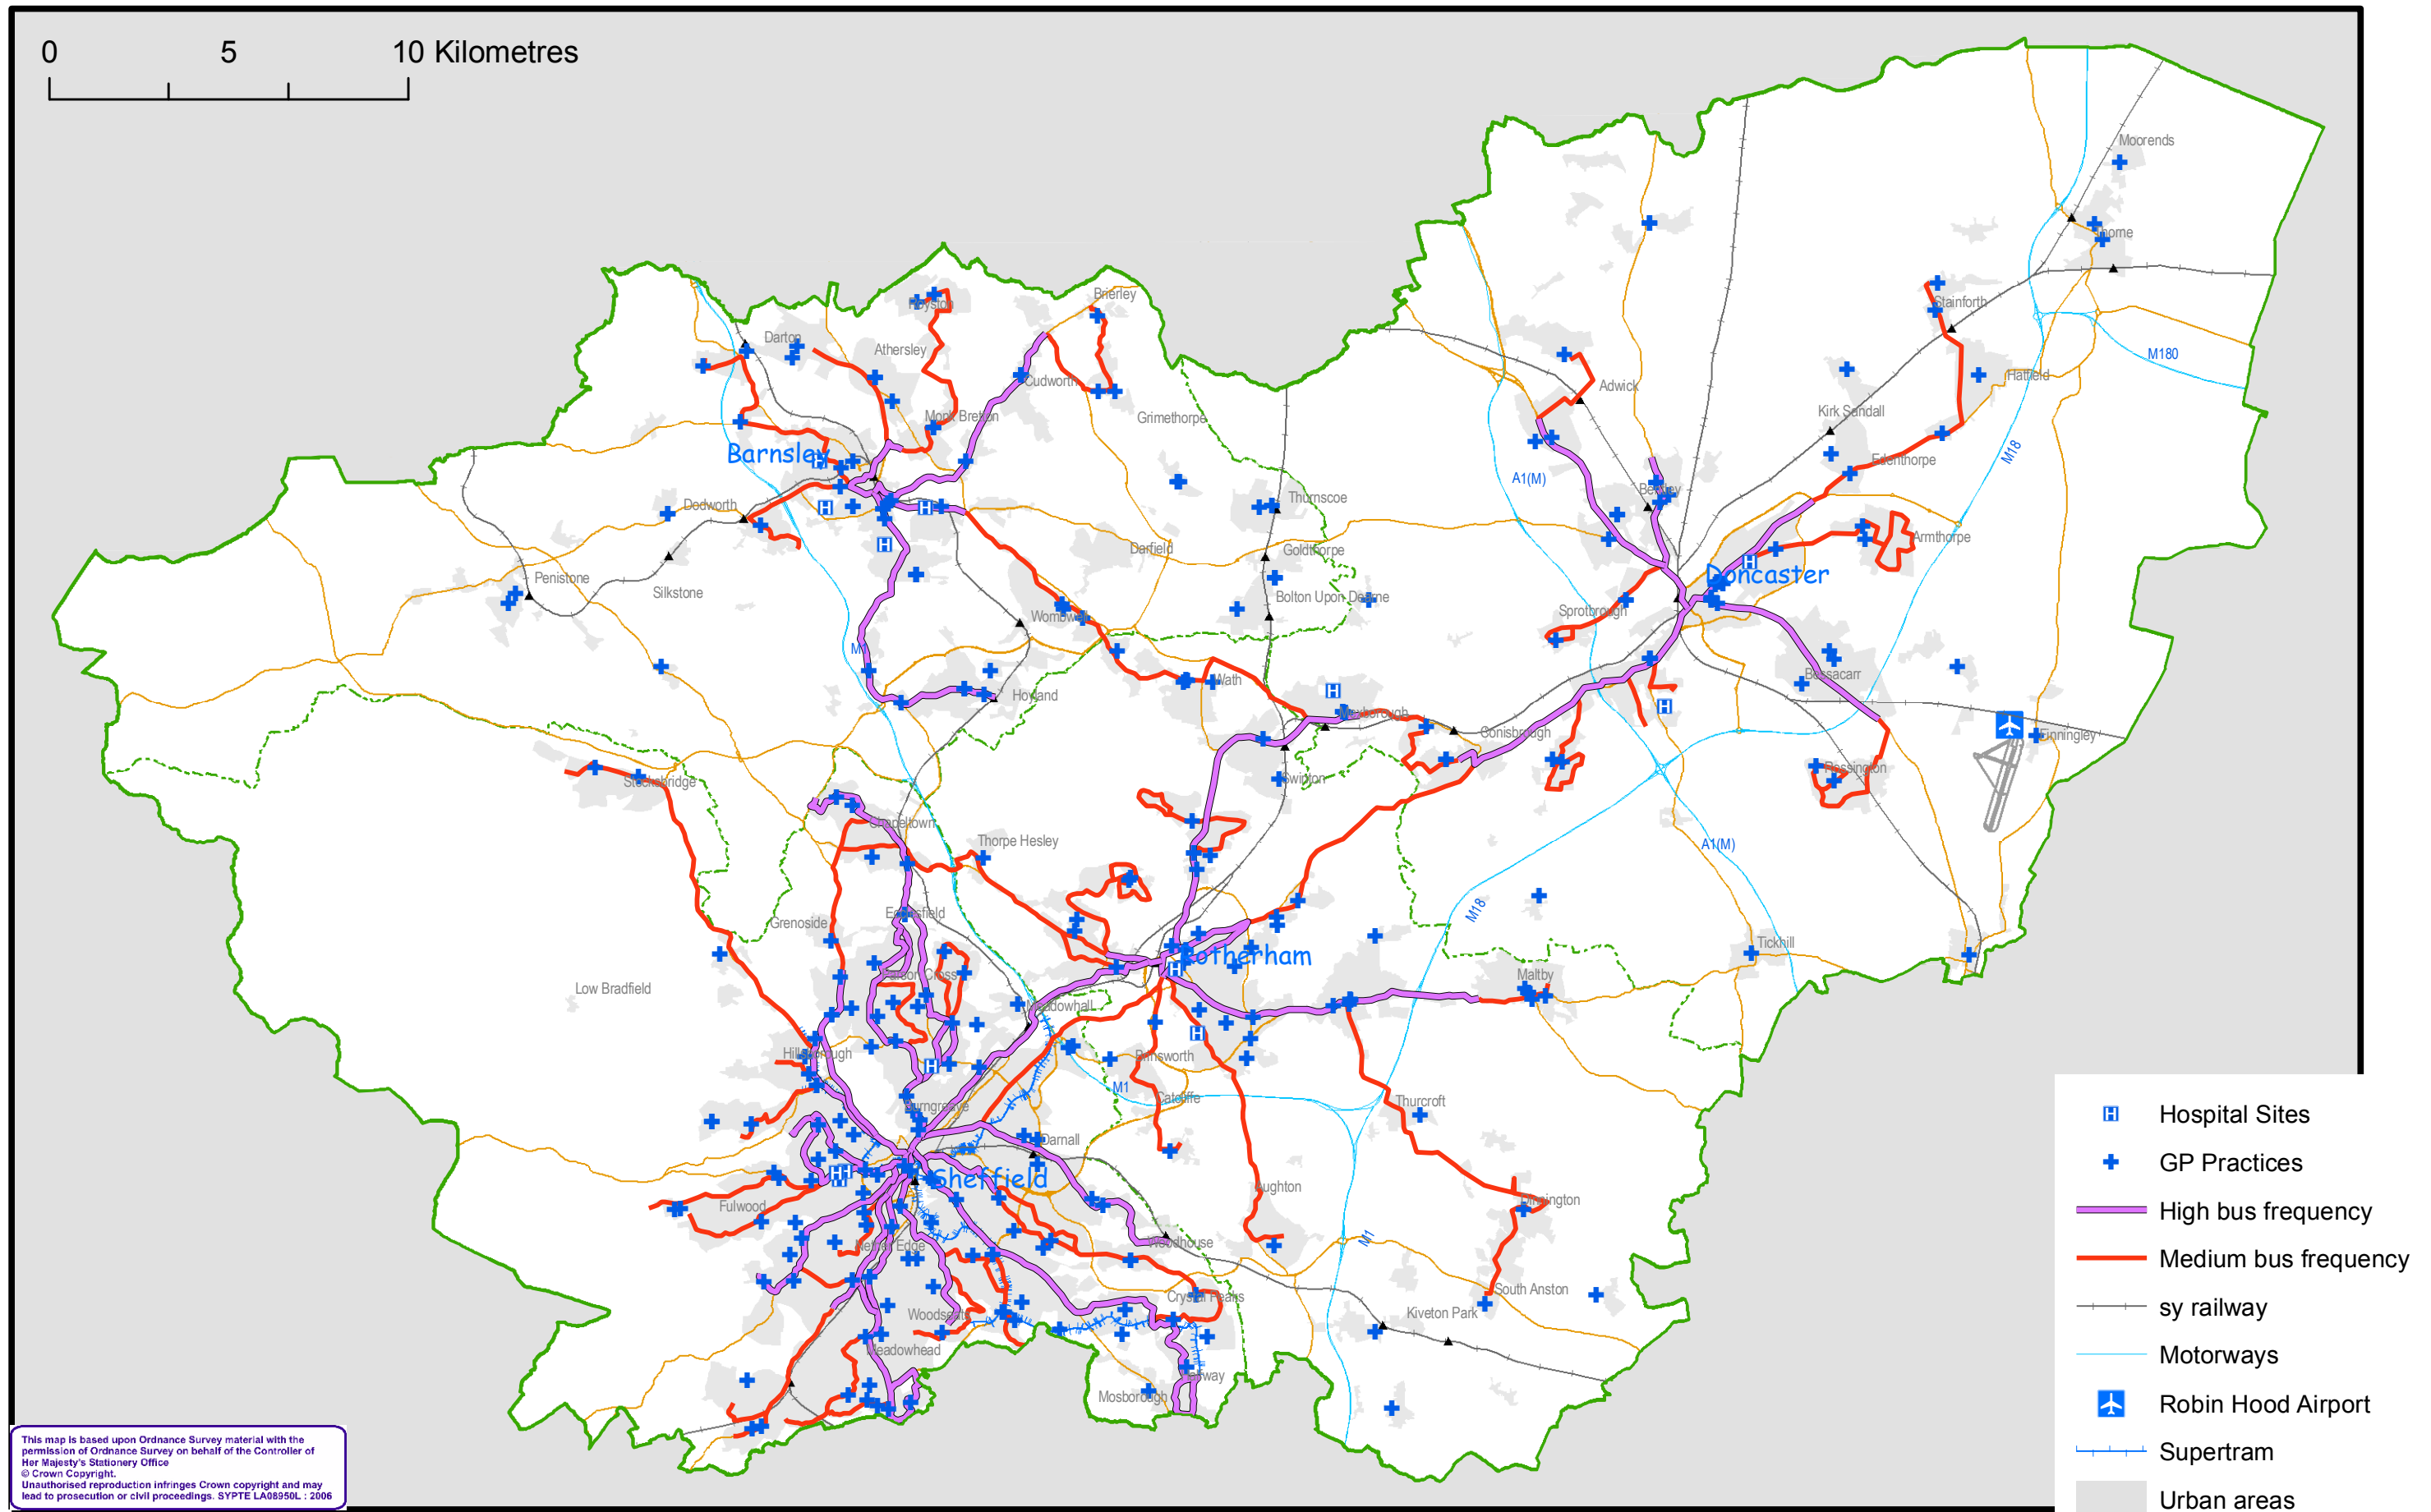 0 5 10 Kilometres
Moorends
Thorne
Brierley
Royston
Stainforth
Darton
Athersley
M180
Cudworth
Adwick
Hatfield
Grimethorpe
Monk Bretton
Kirk Sandall
Barnsley
M18
Edenthorpe
A1(M)
Bentley
Dodworth
Thurnscoe
Armthorpe
Darfield
Goldthorpe
Penistone
Doncaster
Silkstone
Bolton Upon Dearne
Sprotbrough
Wombwell
M1
Bessacarr
Wath
Hoyland
Mexborough
Conisbrough
Finningley
Rossington
Stocksbridge
Swinton
Chapeltown
Thorpe Hesley
A1(M)
M18
Grenoside
Ecclesfield
Tickhill
Rotherham
Parson Cross
Maltby
Low Bradfield
Meadowhall
Hillsborough
Brinsworth
M1
Catcliffe
Thurcroft
Burngreave
Darnall
Sheffield
Aughton
Dinnington
Fulwood
M1
Nether Edge
Woodhouse
South Anston
Crystal Peaks
Kiveton Park
Woodseats
Meadowhead
Halfway
Mosborough
Hospital Sites
GP Practices
High bus frequency
Medium bus frequency
sy railway
Motorways
Robin Hood Airport
Supertram
Urban areas
This map is based upon Ordnance Survey material with the
permission of Ordnance Survey on behalf of the Controller of
Her Majesty's Stationery Office
© Crown Copyright.
Unauthorised reproduction infringes Crown copyright and may
lead to prosecution or civil proceedings. SYPTE LA08950L : 2006